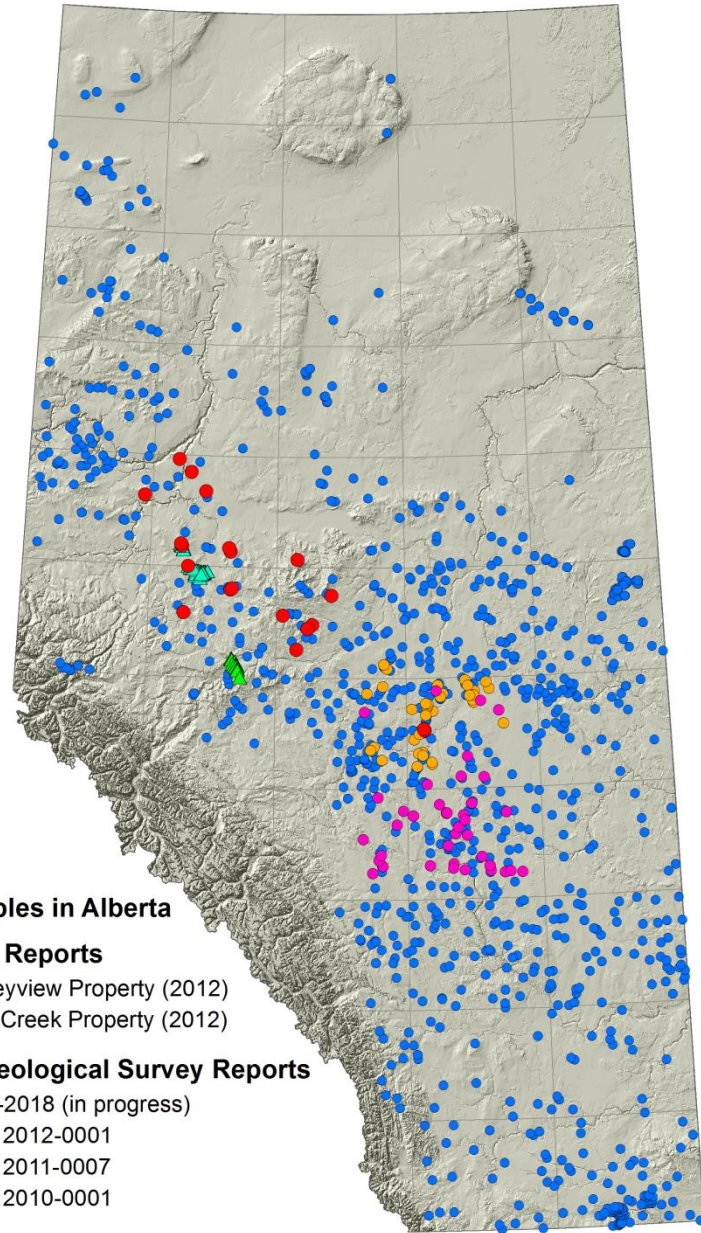 ples in Alberta
Reports
eyview Property (2012)
Creek Property (2012)
eological Survey Reports
-2018 (in progress)
2012-0001
2011-0007
2010-0001